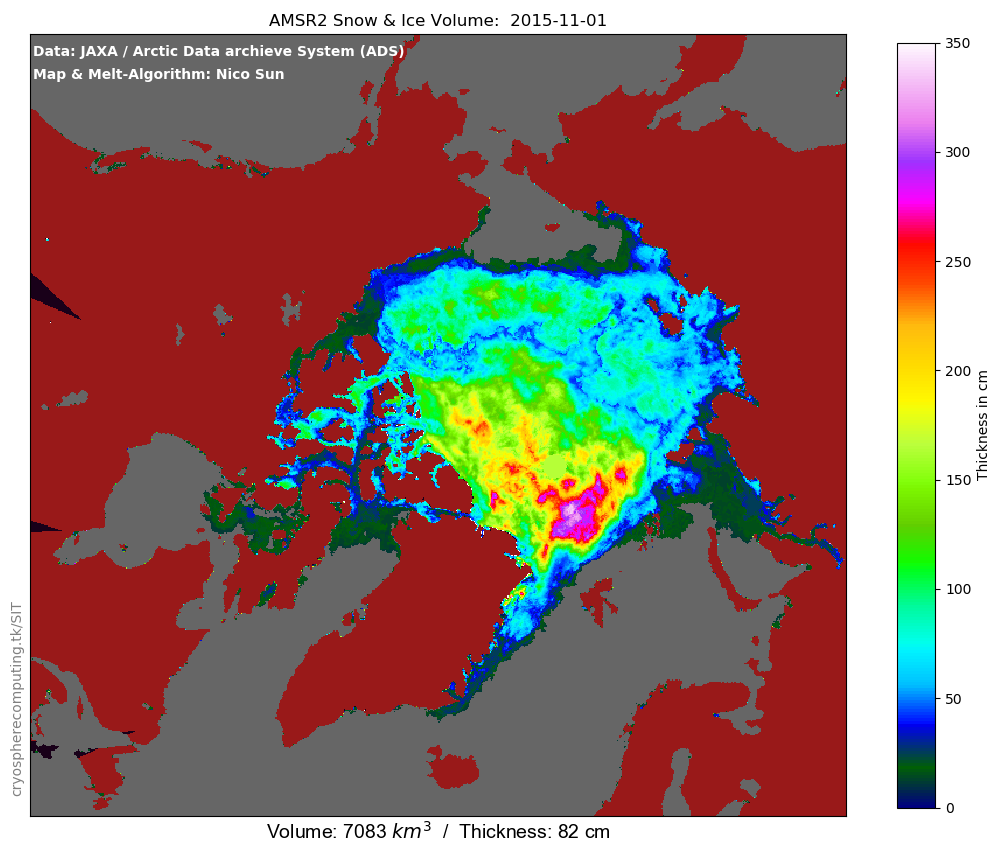 AMSR2 Snow & Ice Volume:  2015-11-01
Data: JAXA / Arctic Data archieve System (ADS)
Map & Melt-Algorithm: Nico Sun
350
300
250
200
150
100
50
0
Thickness in cm
cryospherecomputing.tk/SIT
Volume: 7083 km³  /  Thickness: 82 cm